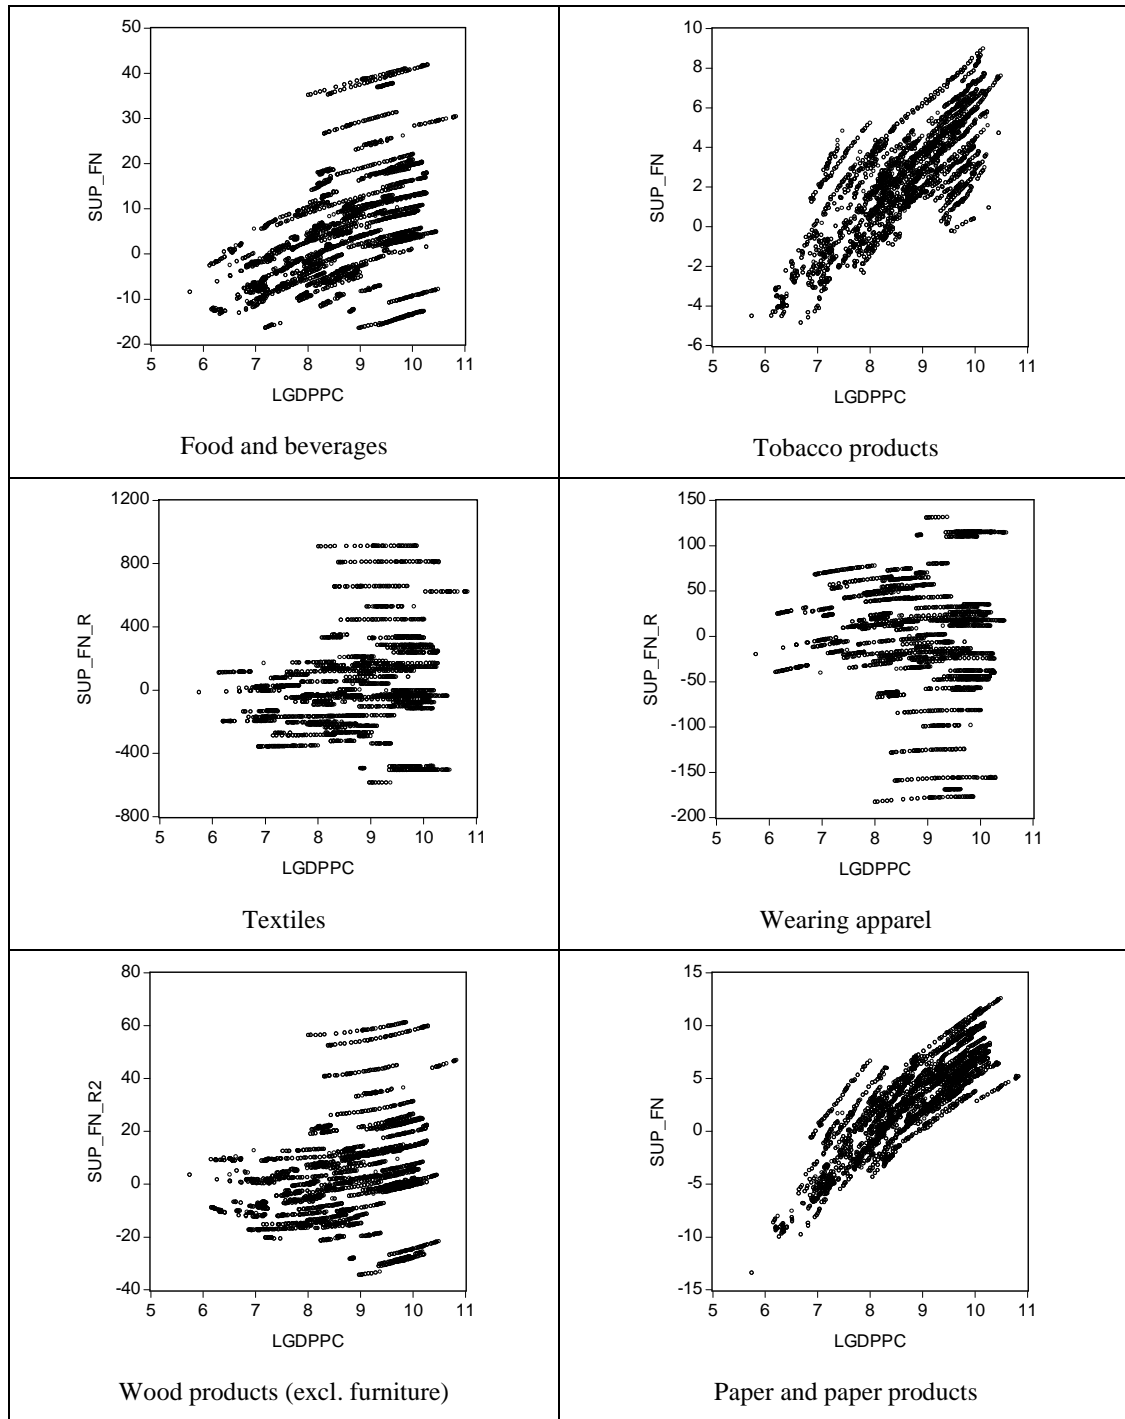 50
40
30
20
10
0
-10
-20
SUP_FN
5 6 7 8 9 10 11
LGDPPC
Food and beverages
10
8
6
4
2
0
-2
-4
-6
SUP_FN
5 6 7 8 9 10 11
LGDPPC
Tobacco products
1200
800
400
0
-400
-800
SUP_FN_R
5 6 7 8 9 10 11
LGDPPC
Textiles
150
100
50
0
-50
-100
-150
-200
SUP_FN_R
5 6 7 8 9 10 11
LGDPPC
Wearing apparel
80
60
40
20
0
-20
-40
SUP_FN_R2
5 6 7 8 9 10 11
LGDPPC
Wood products (excl. furniture)
15
10
5
0
-5
-10
-15
SUP_FN
5 6 7 8 9 10 11
LGDPPC
Paper and paper products